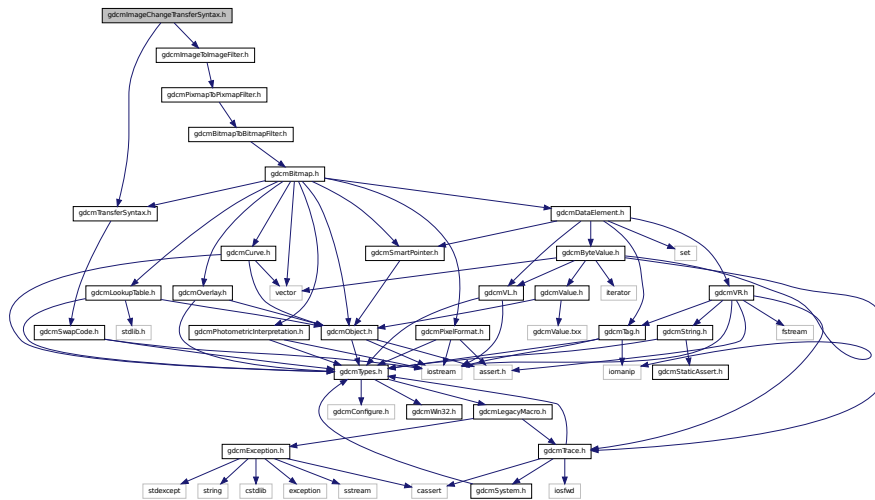 gdcmImageChangeTransferSyntax.h
gdcmImageToImageFilter.h
gdcmPixmapToPixmapFilter.h
gdcmBitmapToBitmapFilter.h
gdcmBitmap.h
gdcmTransferSyntax.h
gdcmDataElement.h
gdcmCurve.h
gdcmSmartPointer.h
gdcmByteValue.h
set
gdcmLookupTable.h
gdcmOverlay.h
vector
gdcmVL.h
gdcmValue.h
iterator
gdcmVR.h
gdcmSwapCode.h
stdlib.h
gdcmPhotometricInterpretation.h
gdcmObject.h
gdcmPixelFormat.h
gdcmValue.txx
gdcmTag.h
gdcmString.h
fstream
gdcmTypes.h
iostream
assert.h
iomanip
gdcmStaticAssert.h
gdcmConfigure.h
gdcmWin32.h
gdcmLegacyMacro.h
gdcmException.h
gdcmTrace.h
stdexcept
string
cstdlib
exception
sstream
cassert
gdcmSystem.h
iosfwd